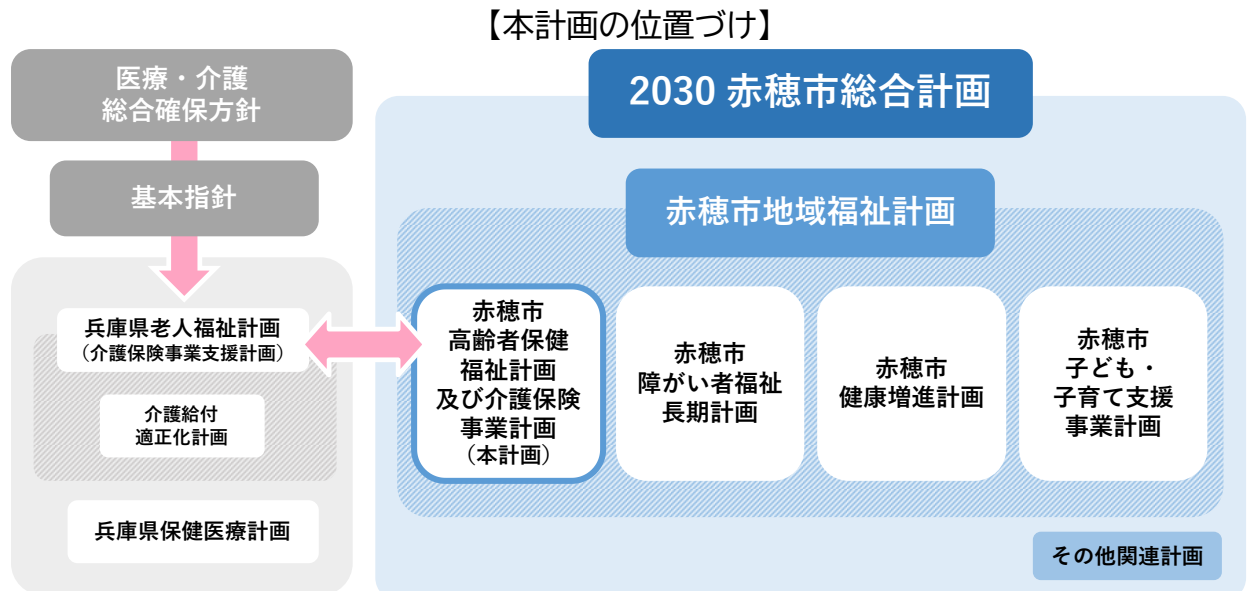 【本計画の位置づけ】
医療・介護
総合確保方針
基本指針
兵庫県老人福祉計画
（介護保険事業支援計画）
介護給付
適正化計画
兵庫県保健医療計画
2030 赤穂市総合計画
赤穂市地域福祉計画
赤穂市
高齢者保健
福祉計画
及び介護保険
事業計画
（本計画）
赤穂市
障がい者福祉
長期計画
赤穂市
健康増進計画
赤穂市
子ども・
子育て支援
事業計画
その他関連計画